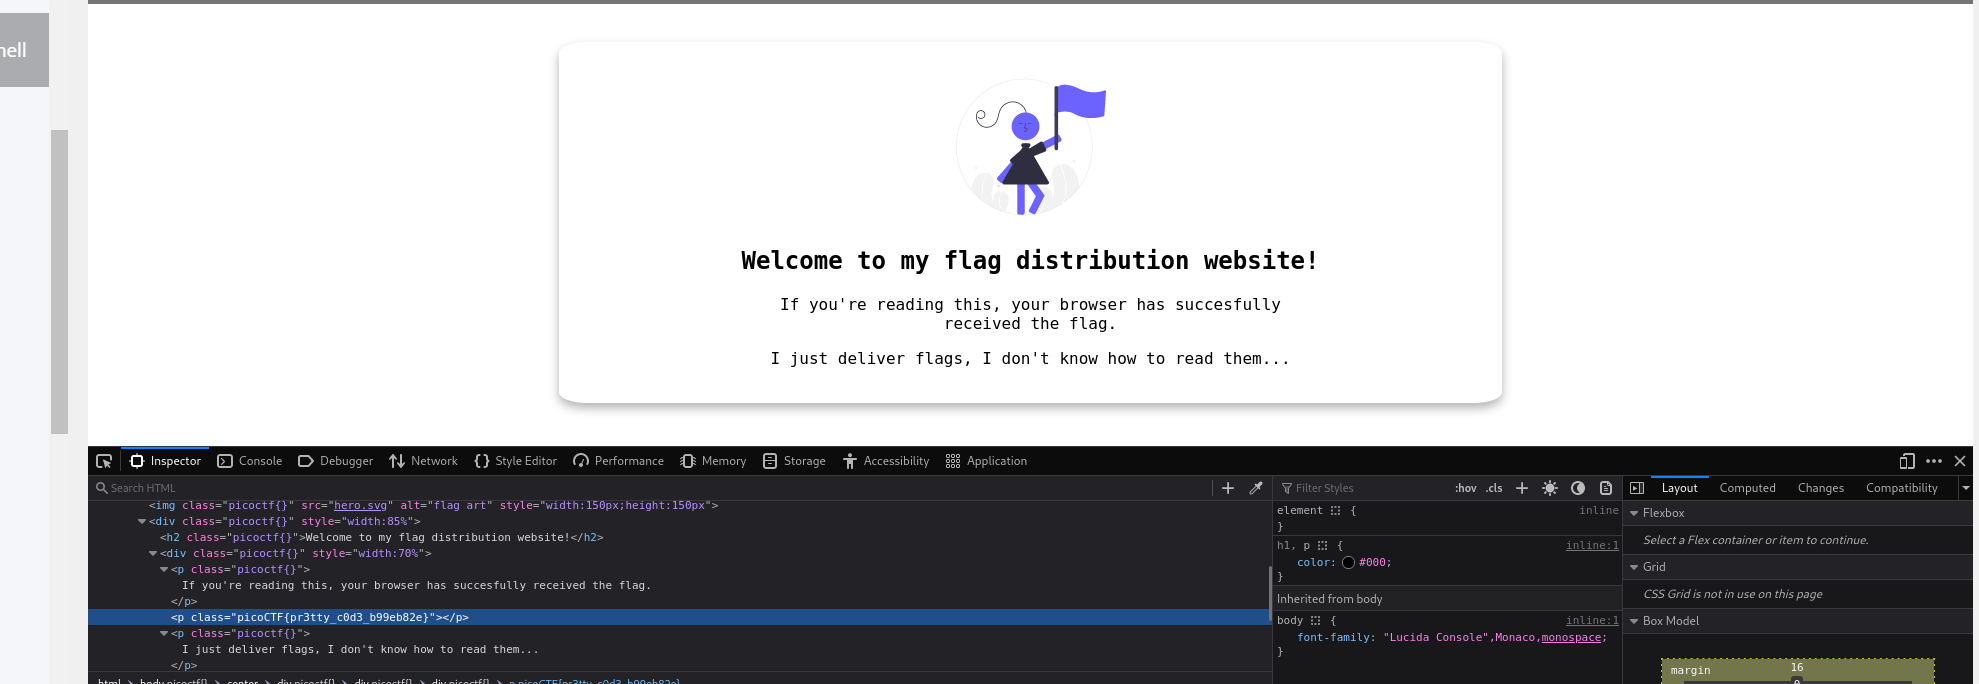 Welcome to my flag distribution website!
If you're reading this, your browser has succesfully
received the flag.
I just deliver flags, I don't know how to read them...
Inspector Console Debugger Network Style Editor Performance Memory Storage Accessibility Application
Search HTML
<img class="picoctf{}" src="hero.svg" alt="flag art" style="width:150px;height:150px">
<div class="picoctf{}" style="width:85%">
<h2 class="picoctf{}">Welcome to my flag distribution website!</h2>
<div class="picoctf{}" style="width:70%">
<p class="picoctf{}">
If you're reading this, your browser has succesfully received the flag.
</p>
<p class="picoCTF{pr3tty_c0d3_b99eb82e}"></p>
<p class="picoctf{}">
I just deliver flags, I don't know how to read them...
</p>
html body.picoctf{} center div.picoctf{} div.picoctf{} div.picoctf{} p.picoCTF{pr3tty_c0d3_b99eb82e}
Filter Styles :hov .cls
element { inline
}
h1, p { inline:1
color: #000;
}
Inherited from body
body { inline:1
font-family: "Lucida Console",Monaco,monospace;
}
Layout Computed Changes Compatibility
Flexbox
Select a Flex container or item to continue.
Grid
CSS Grid is not in use on this page
Box Model
margin 16